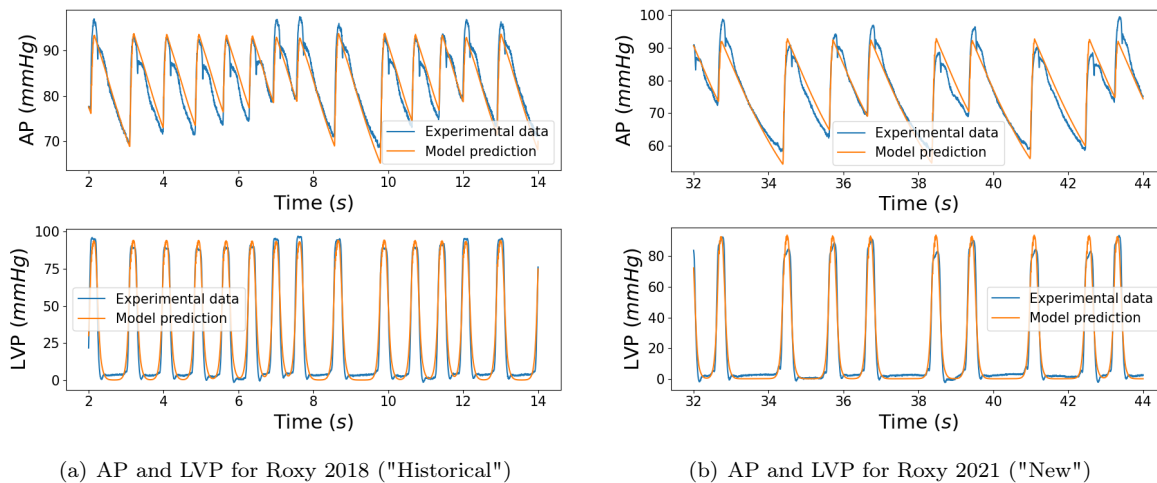 AP (mmHg)
90
80
70
2 4 6 8 10 12 14
Time (s)
Experimental data
Model prediction
LVP (mmHg)
100
75
50
25
0
2 4 6 8 10 12 14
Time (s)
Experimental data
Model prediction
(a) AP and LVP for Roxy 2018 ("Historical")
AP (mmHg)
100
90
80
70
60
32 34 36 38 40 42 44
Time (s)
Experimental data
Model prediction
LVP (mmHg)
80
60
40
20
0
32 34 36 38 40 42 44
Time (s)
Experimental data
Model prediction
(b) AP and LVP for Roxy 2021 ("New")